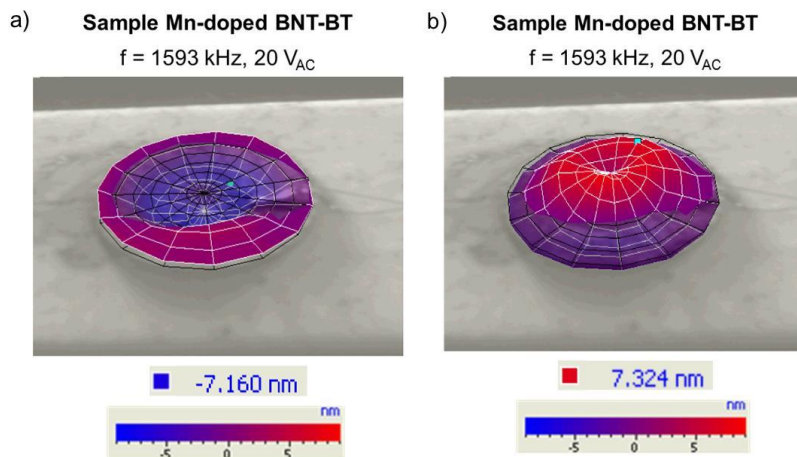 a)
Sample Mn-doped BNT-BT
f = 1593 kHz, 20 VAC
-7.160 nm
nm
-5 0 5
b)
Sample Mn-doped BNT-BT
f = 1593 kHz, 20 VAC
7.324 nm
nm
-5 0 5